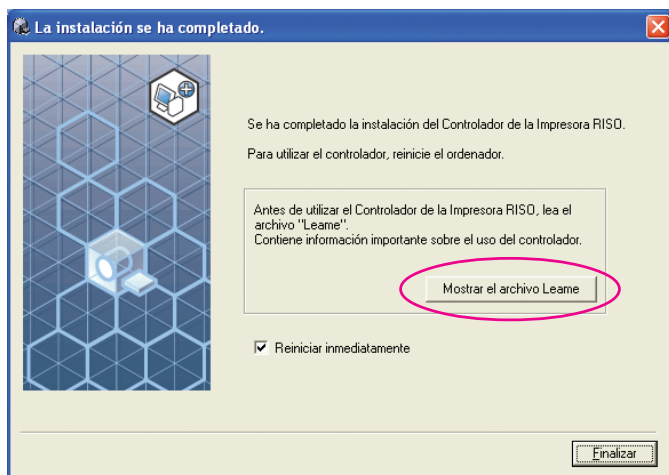 La instalación se ha completado.
Se ha completado la instalación del Controlador de la Impresora RISO.
Para utilizar el controlador, reinicie el ordenador.
Antes de utilizar el Controlador de la Impresora RISO, lea el
archivo "Leame".
Contiene información importante sobre el uso del controlador.
Mostrar el archivo Leame
Reiniciar inmediatamente
Finalizar